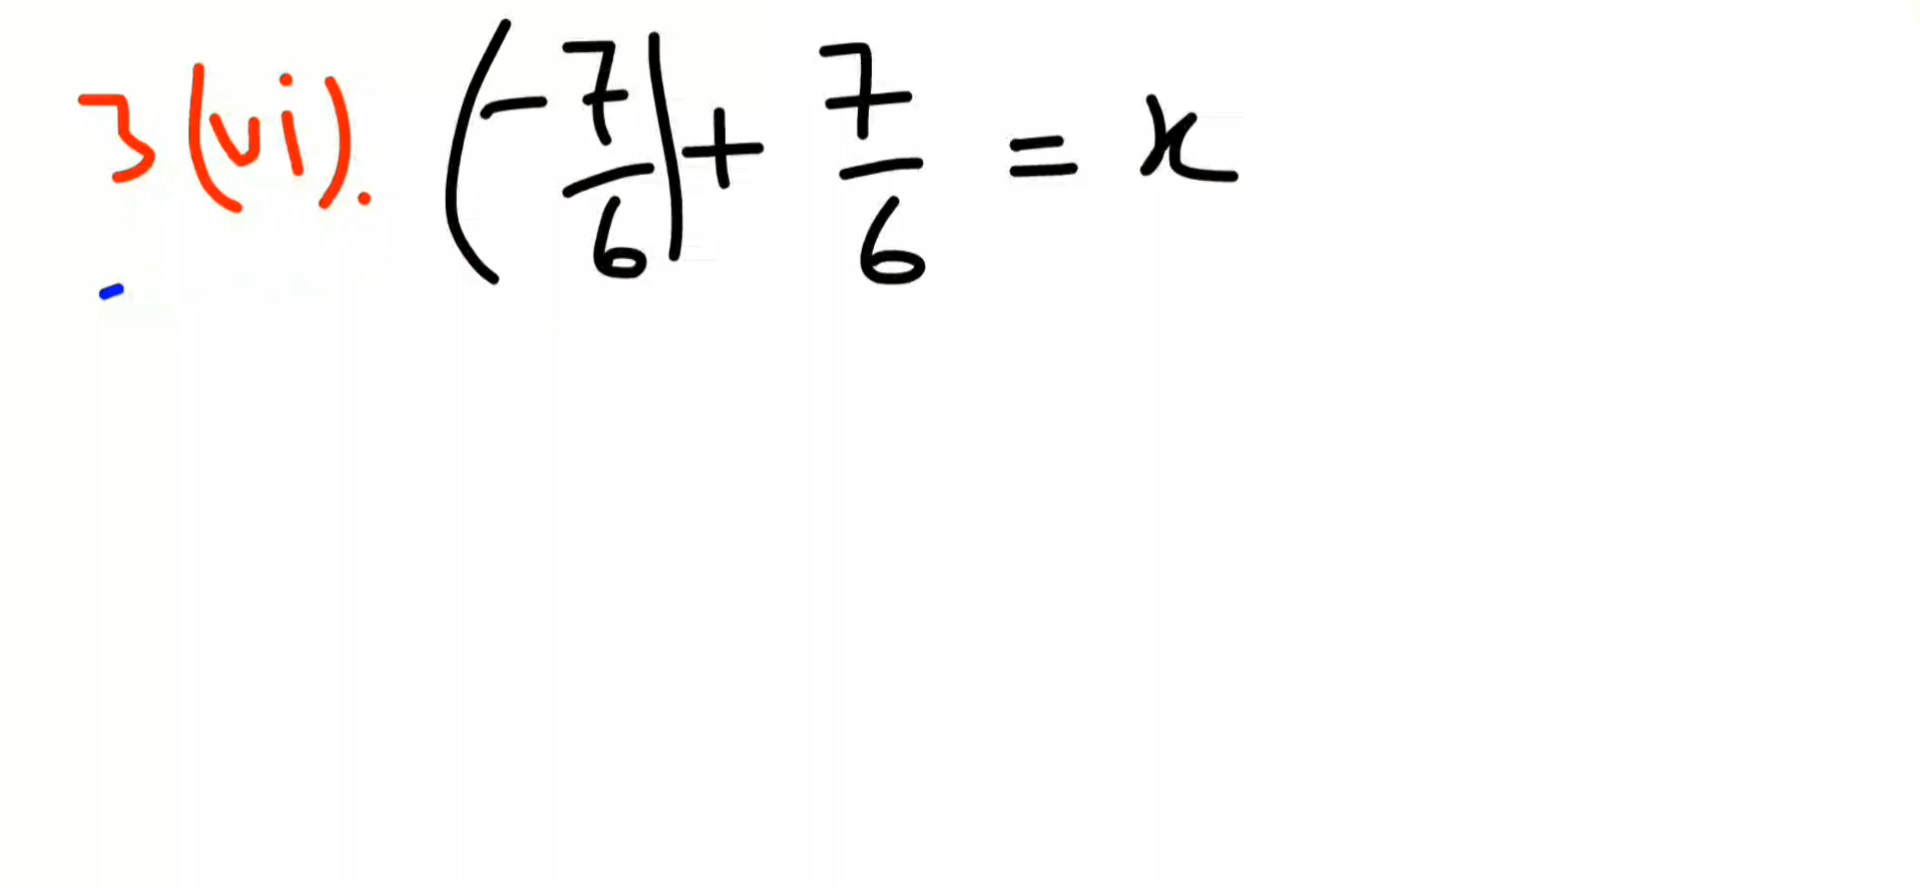 3(vi). (-7/6) + 7/6 = x